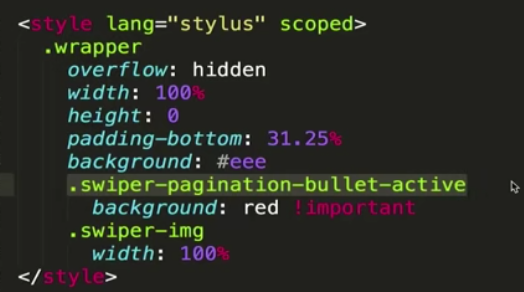 <style lang="stylus" scoped>
.wrapper
overflow: hidden
width: 100%
height: 0
padding-bottom: 31.25%
background: #eee
.swiper-pagination-bullet-active
background: red !important
.swiper-img
width: 100%
</style>